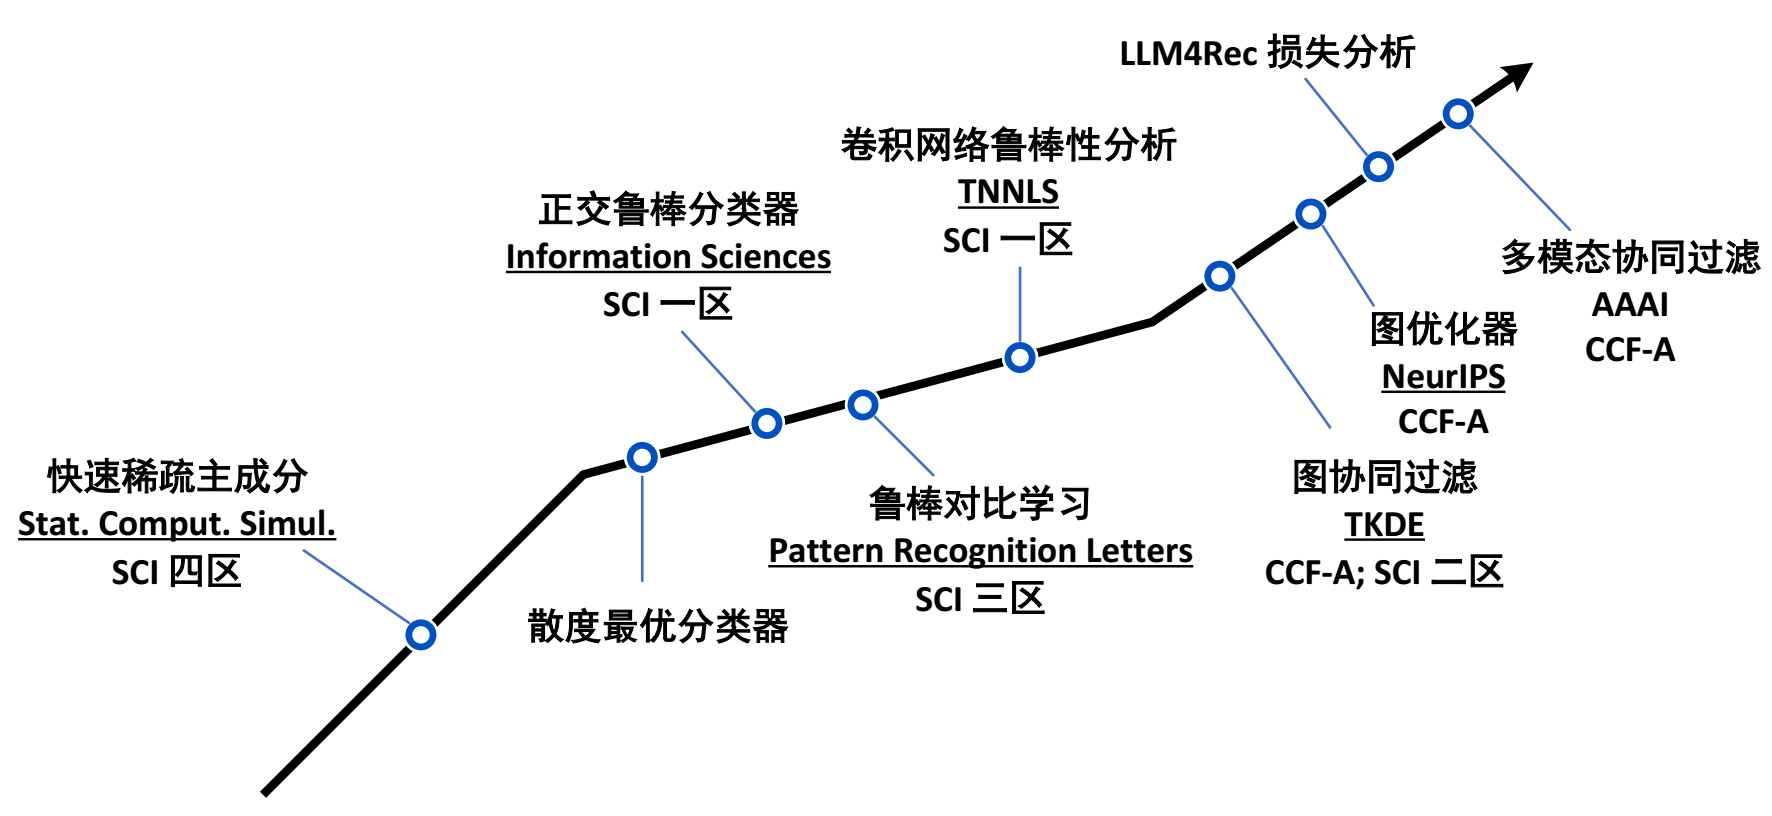 快速稀疏主成分
Stat. Comput. Simul.
SCI 四区
散度最优分类器
正交鲁棒分类器
Information Sciences
SCI 一区
鲁棒对比学习
Pattern Recognition Letters
SCI 三区
卷积网络鲁棒性分析
TNNLS
SCI 一区
图协同过滤
TKDE
CCF-A; SCI 二区
图优化器
NeurIPS
CCF-A
LLM4Rec 损失分析
多模态协同过滤
AAAI
CCF-A